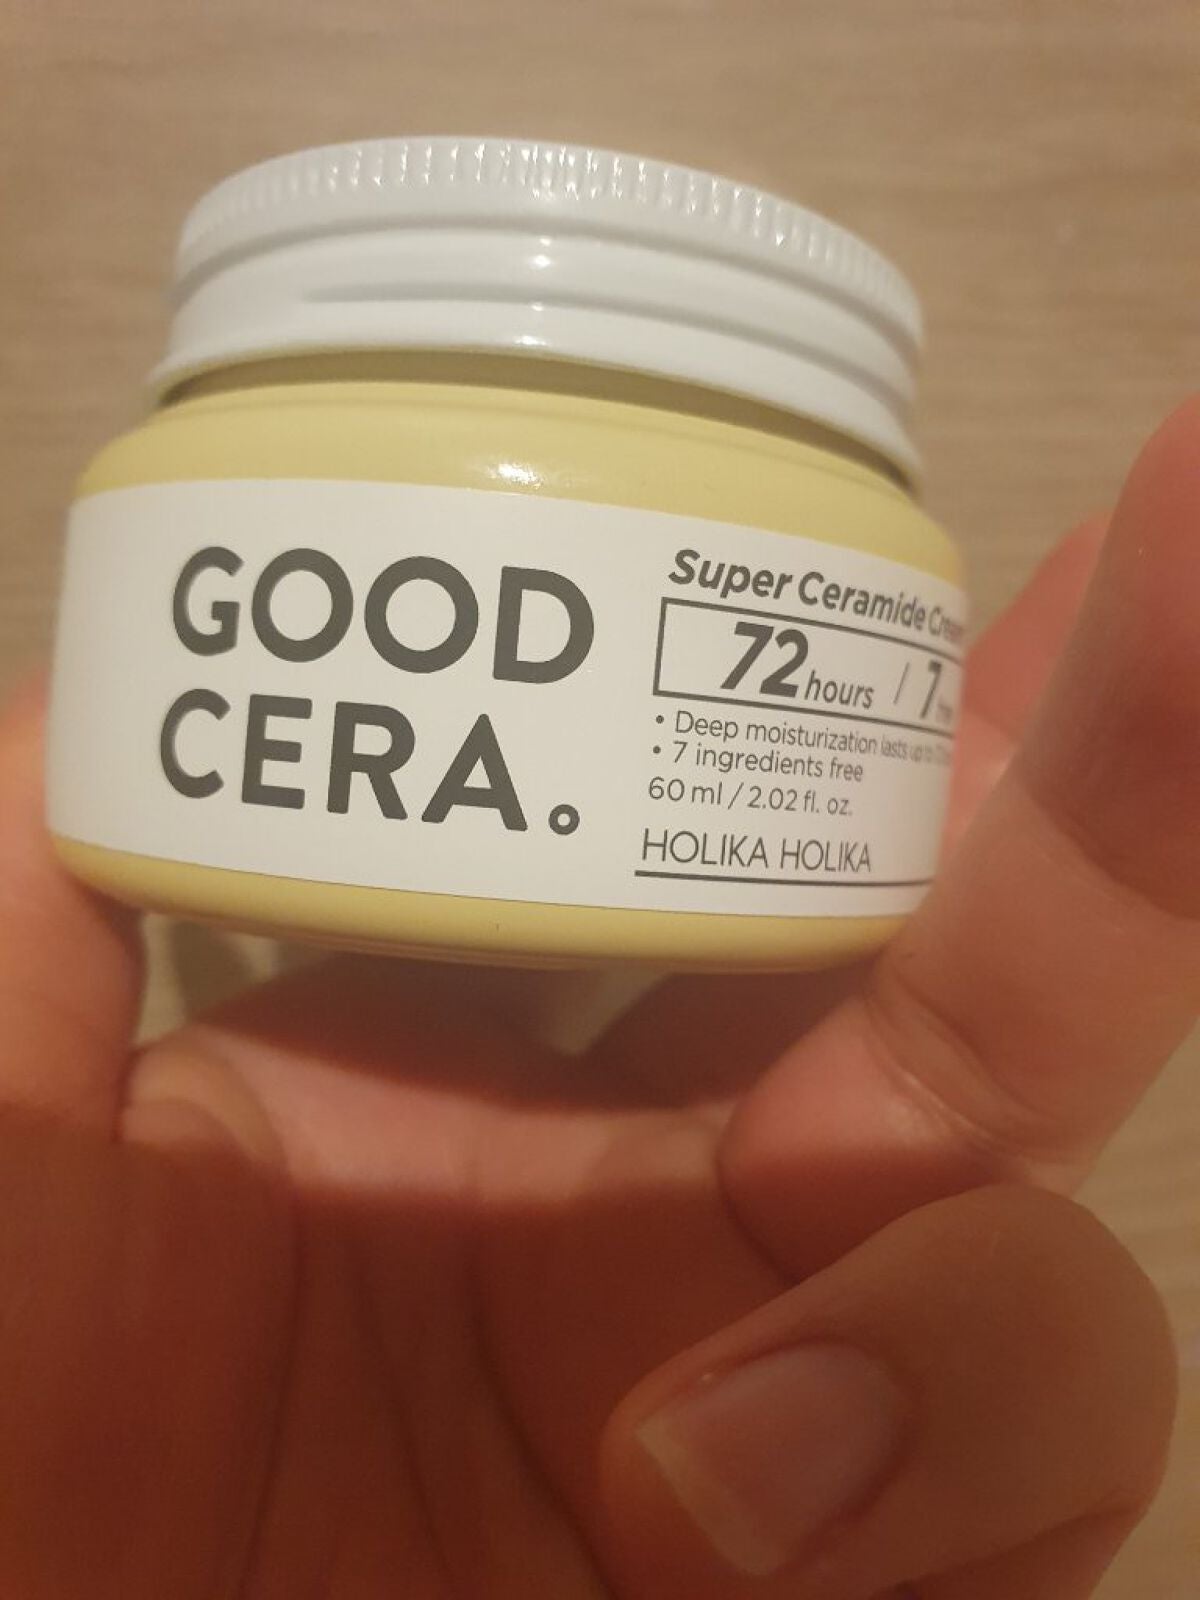 GOOD
CERA.
Super Ceramide Cream
72 hours / 7
• Deep moisturization lasts up to
• 7 ingredients free
60 ml / 2.02 fl. oz.
HOLIKA HOLIKA